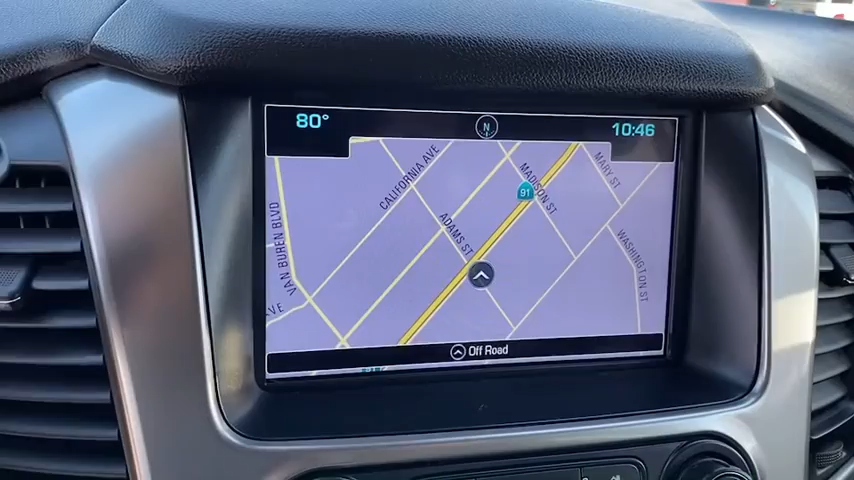 80°
N
10:46
CALIFORNIA AVE
MADISON ST
MARY ST
91
VAN BUREN BLVD
ADAMS ST
WASHINGTON ST
VE
Off Road